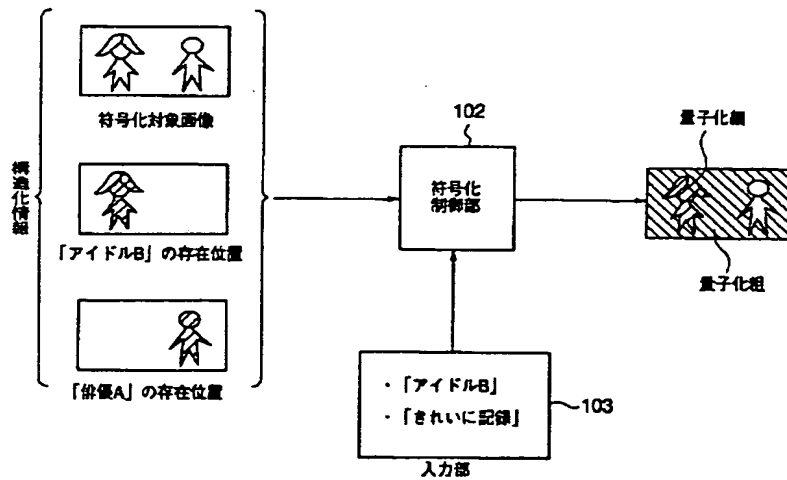 構造化情報
符号化対象画像
「アイドルB」の存在位置
「俳優A」の存在位置
102
符号化
制御部
・「アイドルB」
・「きれいに記録」
103
入力部
量子化細
量子化粗